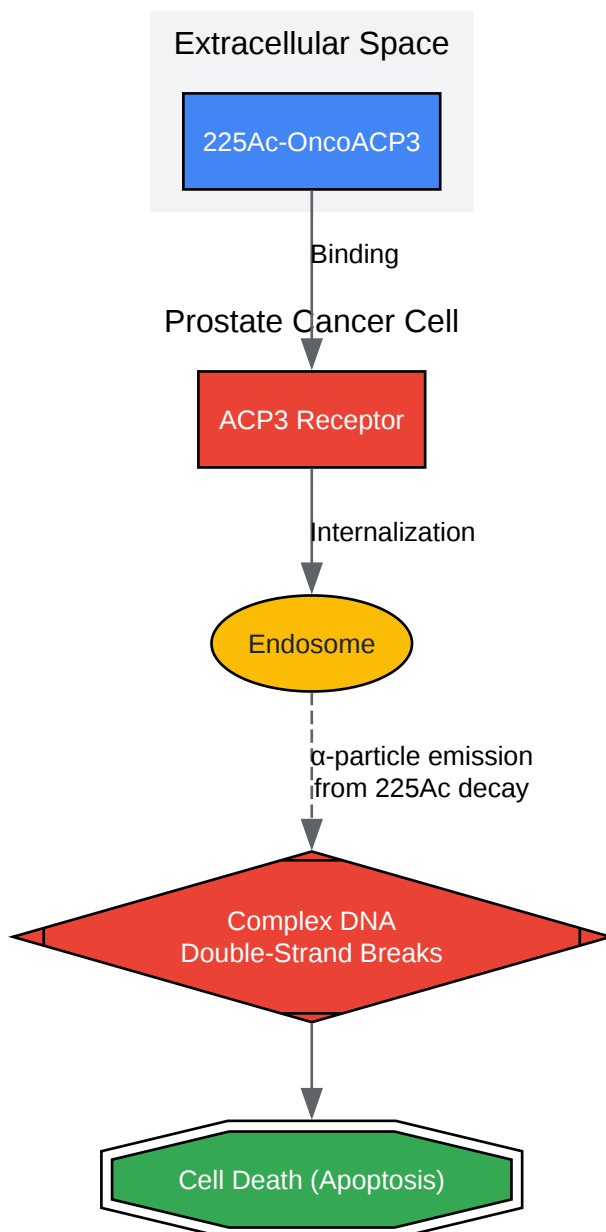 Extracellular Space
225Ac-OncoACP3
Binding
Prostate Cancer Cell
ACP3 Receptor
Internalization
Endosome
α-particle emission
from 225Ac decay
Complex DNA
Double-Strand Breaks
Cell Death (Apoptosis)